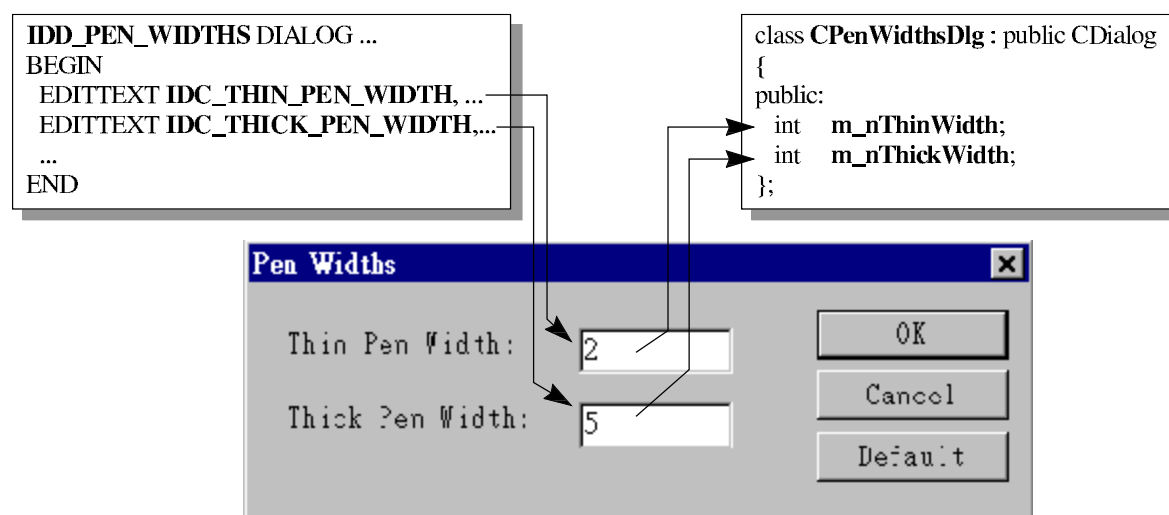 IDD_PEN_WIDTHS DIALOG ...
BEGIN
EDITTEXT IDC_THIN_PEN_WIDTH, ...
EDITTEXT IDC_THICK_PEN_WIDTH,...
...
END
class CPenWidthsDlg : public CDialog
{
public:
int m_nThinWidth;
int m_nThickWidth;
};
Pen Widths
Thin Pen Width:
2
OK
Cancel
Thick Pen Width:
5
Default